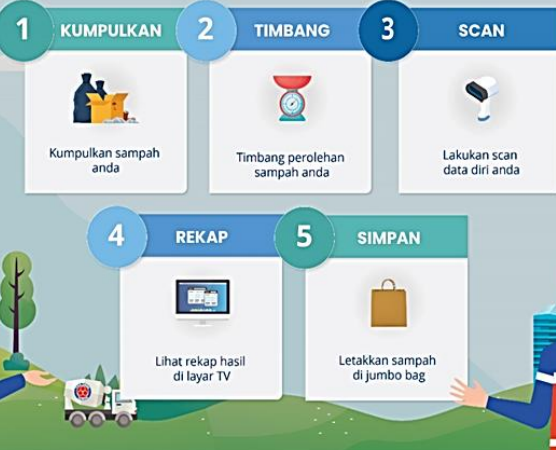 1 KUMPULKAN
Kumpulkan sampah
anda
2 TIMBANG
Timbang perolehan
sampah anda
3 SCAN
Lakukan scan
data diri anda
4 REKAP
Lihat rekap hasil
di layar TV
5 SIMPAN
Letakkan sampah
di jumbo bag